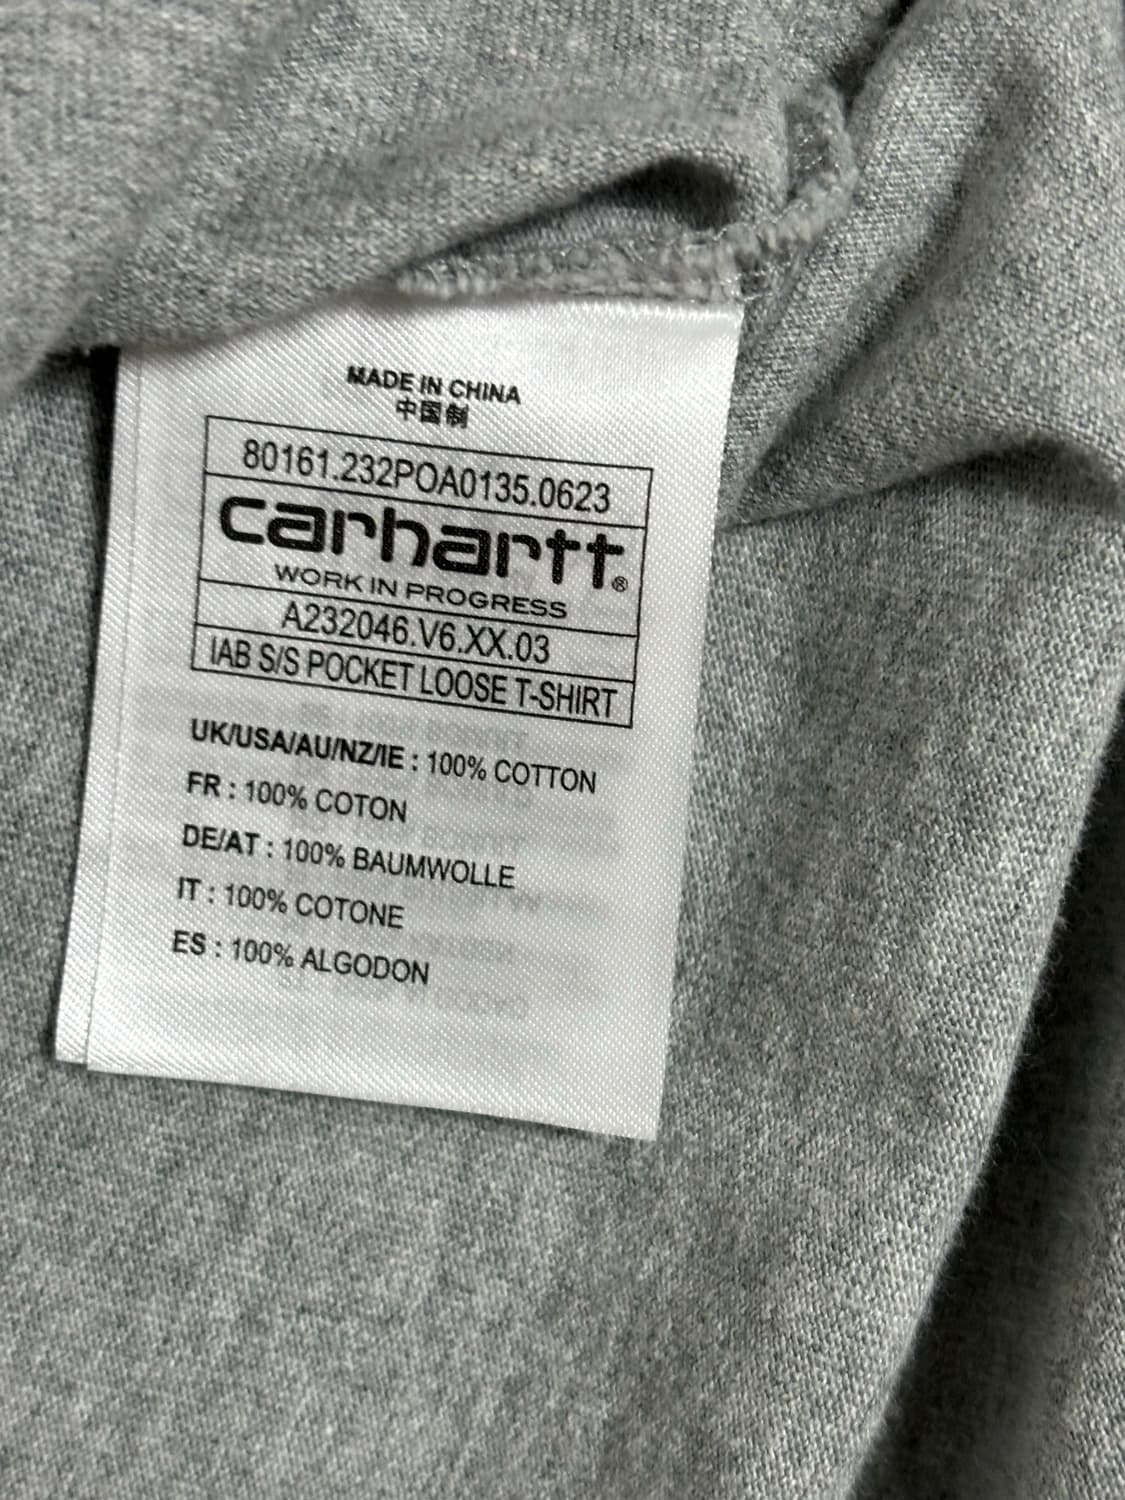 MADE IN CHINA
中国制
80161.232POA0135.0623
carhartt®
WORK IN PROGRESS
A232046.V6.XX.03
IAB S/S POCKET LOOSE T-SHIRT
UK/USA/AU/NZ/IE : 100% COTTON
FR : 100% COTON
DE/AT : 100% BAUMWOLLE
IT : 100% COTONE
ES : 100% ALGODON